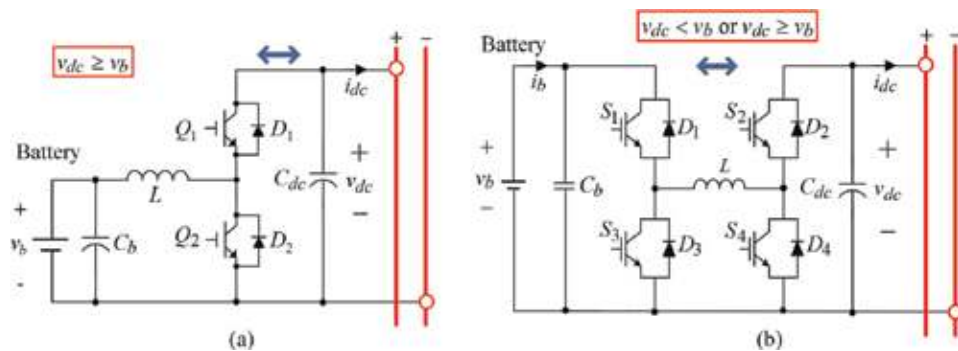 v_dc ≥ v_b
+ −
i_dc
Q_1
D_1
Battery
L
C_dc
+
v_dc
−
+
v_b
-
C_b
Q_2
D_2
(a)
v_dc < v_b or v_dc ≥ v_b
+ −
Battery
i_b
i_dc
S_1
D_1
S_2
D_2
+
v_b
−
C_b
L
C_dc
+
v_dc
−
S_3
D_3
S_4
D_4
(b)